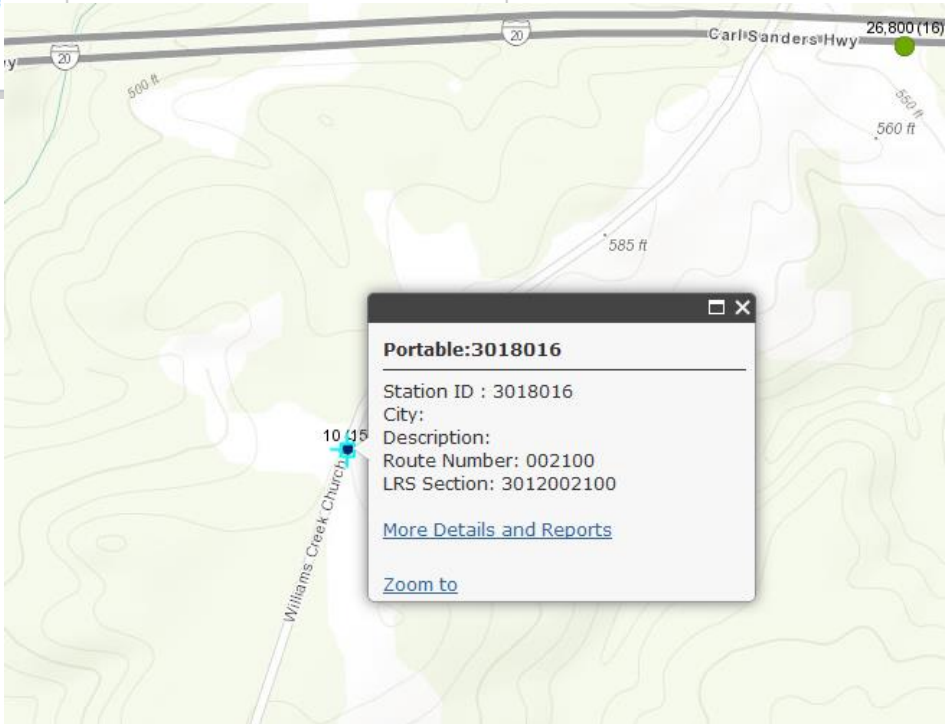 26,800 (16)
Carl Sanders Hwy
20
y
20
500 ft
550 ft
560 ft
585 ft
Portable:3018016
Station ID : 3018016
City:
Description:
Route Number: 002100
LRS Section: 3012002100
More Details and Reports
Zoom to
10 (15
Williams Creek Church